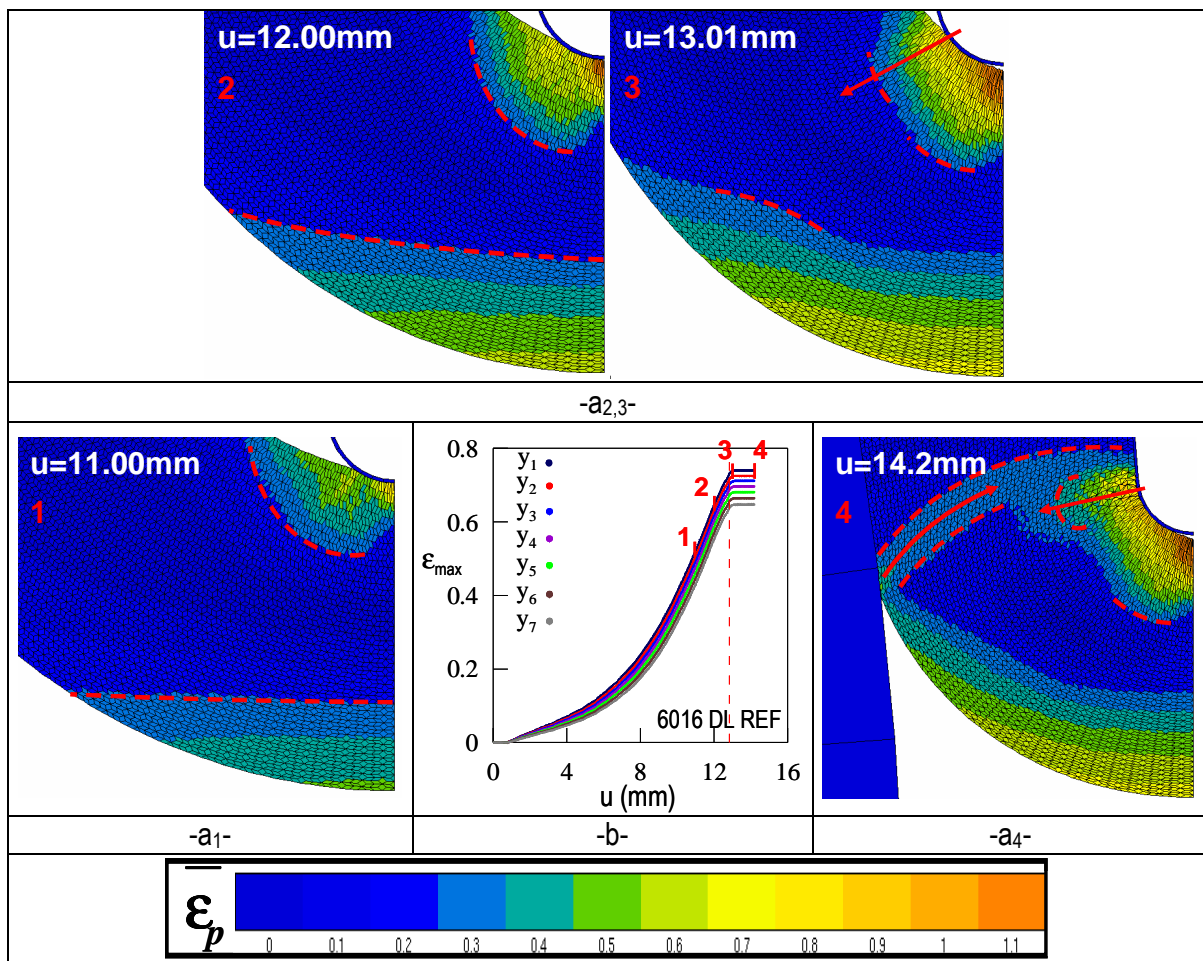 u=12.00mm
2
u=13.01mm
3
-a2,3-
u=11.00mm
1
0.8
0.6
0.4
0.2
0
εmax
y1
y2
y3
y4
y5
y6
y7
1
2
3
4
6016 DL REF
0 4 8 12 16
u (mm)
u=14.2mm
4
-a1-
-b-
-a4-
ε̅p
0 0.1 0.2 0.3 0.4 0.5 0.6 0.7 0.8 0.9 1 1.1